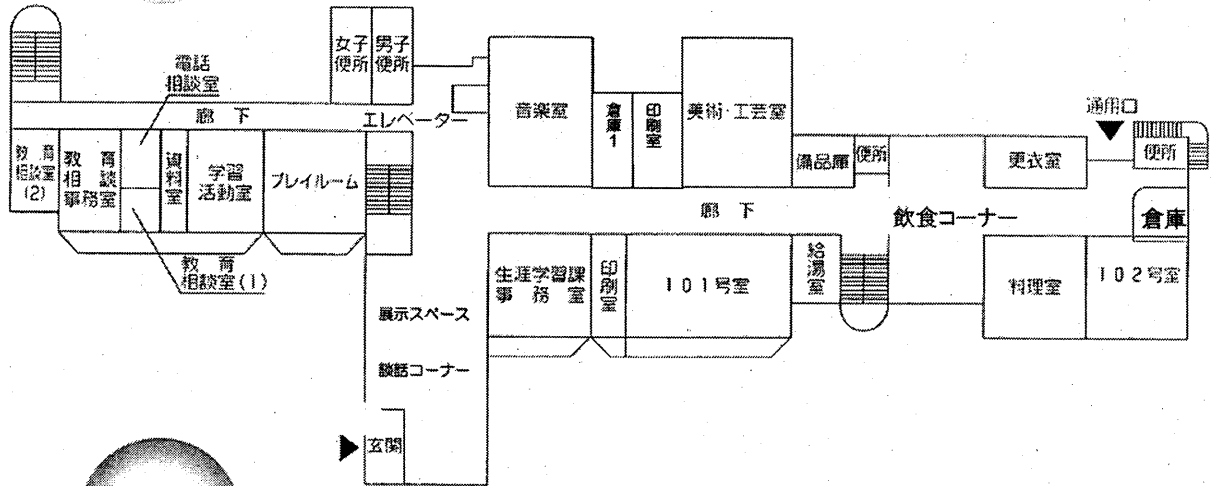 電話
相談室
女子
便所
男子
便所
廊下
エレベーター
教育
相談室
(2)
教育
相談
事務室
資料室
学習
活動室
プレイルーム
教育
相談室(1)
音楽室
倉庫1
印刷室
美術・工芸室
備品庫
便所
更衣室
通用口
便所
廊下
飲食コーナー
倉庫
生涯学習課
事務室
印刷室
101号室
給湯室
料理室
102号室
展示スペース
談話コーナー
玄関